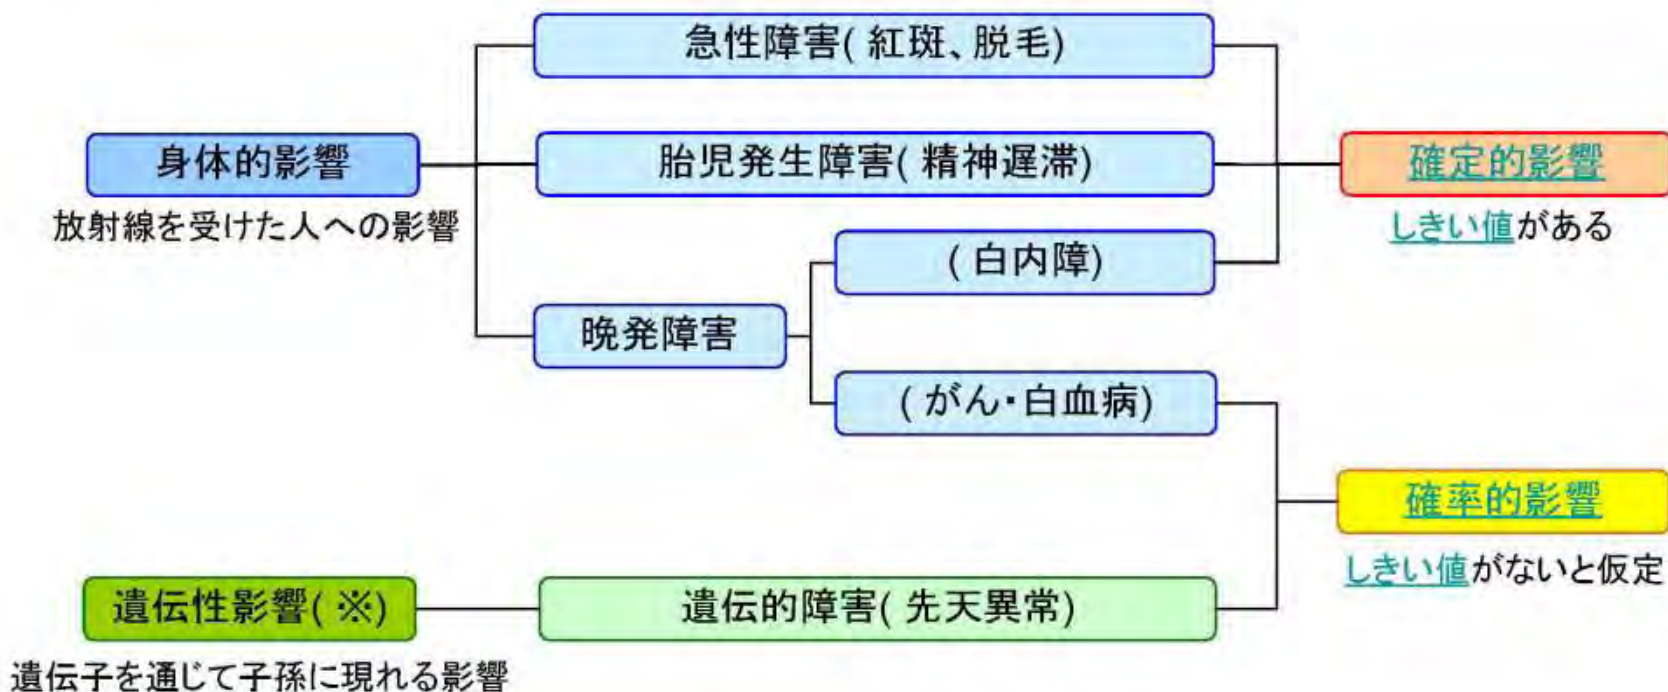 急性障害( 紅斑、脱毛)
身体的影響
胎児発生障害( 精神遅滞)
確定的影響
放射線を受けた人への影響
しきい値がある
( 白内障)
晩発障害
( がん・白血病)
確率的影響
しきい値がないと仮定
遺伝性影響( ※)
遺伝的障害( 先天異常)
遺伝子を通じて子孫に現れる影響